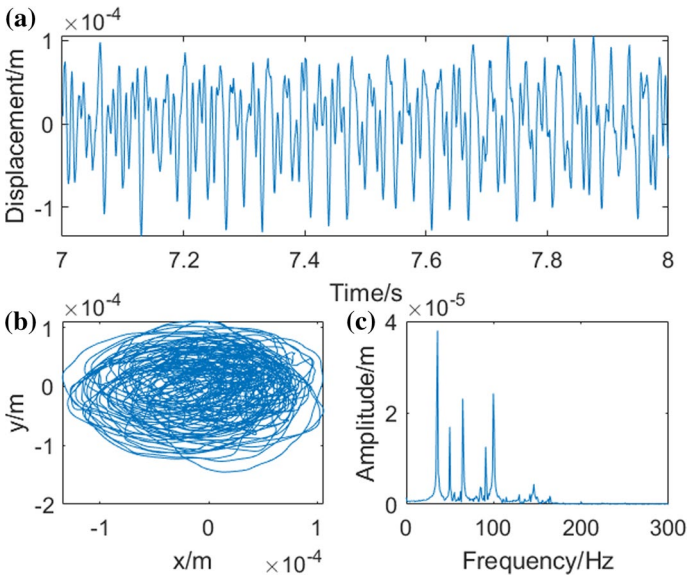 (a) ×10-4
Displacement/m
1
0
-1
7 7.2 7.4 7.6 7.8 8
Time/s
(b) ×10-4
y/m
1
0
-1
-2
-1 0 1
x/m ×10-4
(c) ×10-5
Amplitude/m
4
2
0
0 100 200 300
Frequency/Hz